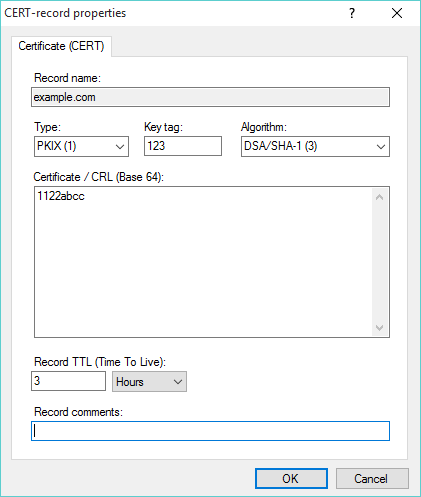 CERT-record properties
?
Certificate (CERT)
Record name:
example.com
Type: Key tag: Algorithm:
PKIX (1) 123 DSA/SHA-1 (3)
Certificate / CRL (Base 64):
1122abcc
Record TTL (Time To Live):
3 Hours
Record comments:
OK Cancel